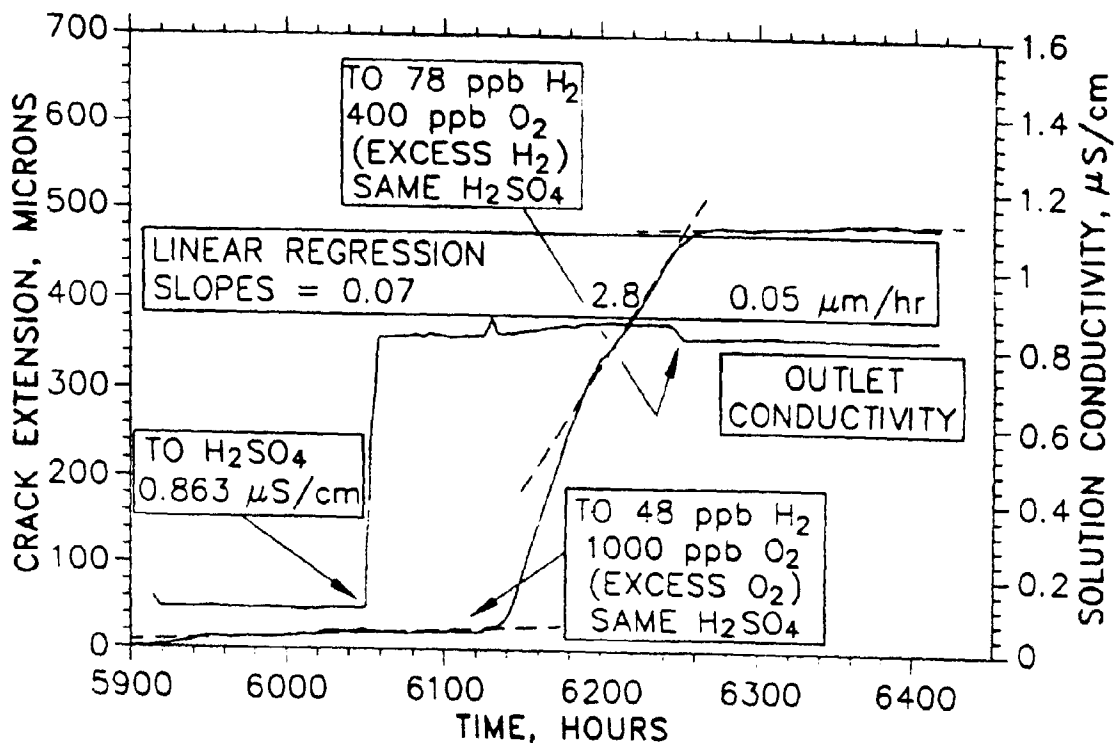 700
600
500
400
300
200
100
0
CRACK EXTENSION, MICRONS
TO 78 ppb H₂
400 ppb O₂
(EXCESS H₂)
SAME H₂SO₄
LINEAR REGRESSION
SLOPES = 0.07 2.8 0.05 μm/hr
OUTLET
CONDUCTIVITY
TO H₂SO₄
0.863 μS/cm
TO 48 ppb H₂
1000 ppb O₂
(EXCESS O₂)
SAME H₂SO₄
1.6
1.4
1.2
1
0.8
0.6
0.4
0.2
0
SOLUTION CONDUCTIVITY, μS/cm
5900 6000 6100 6200 6300 6400
TIME, HOURS